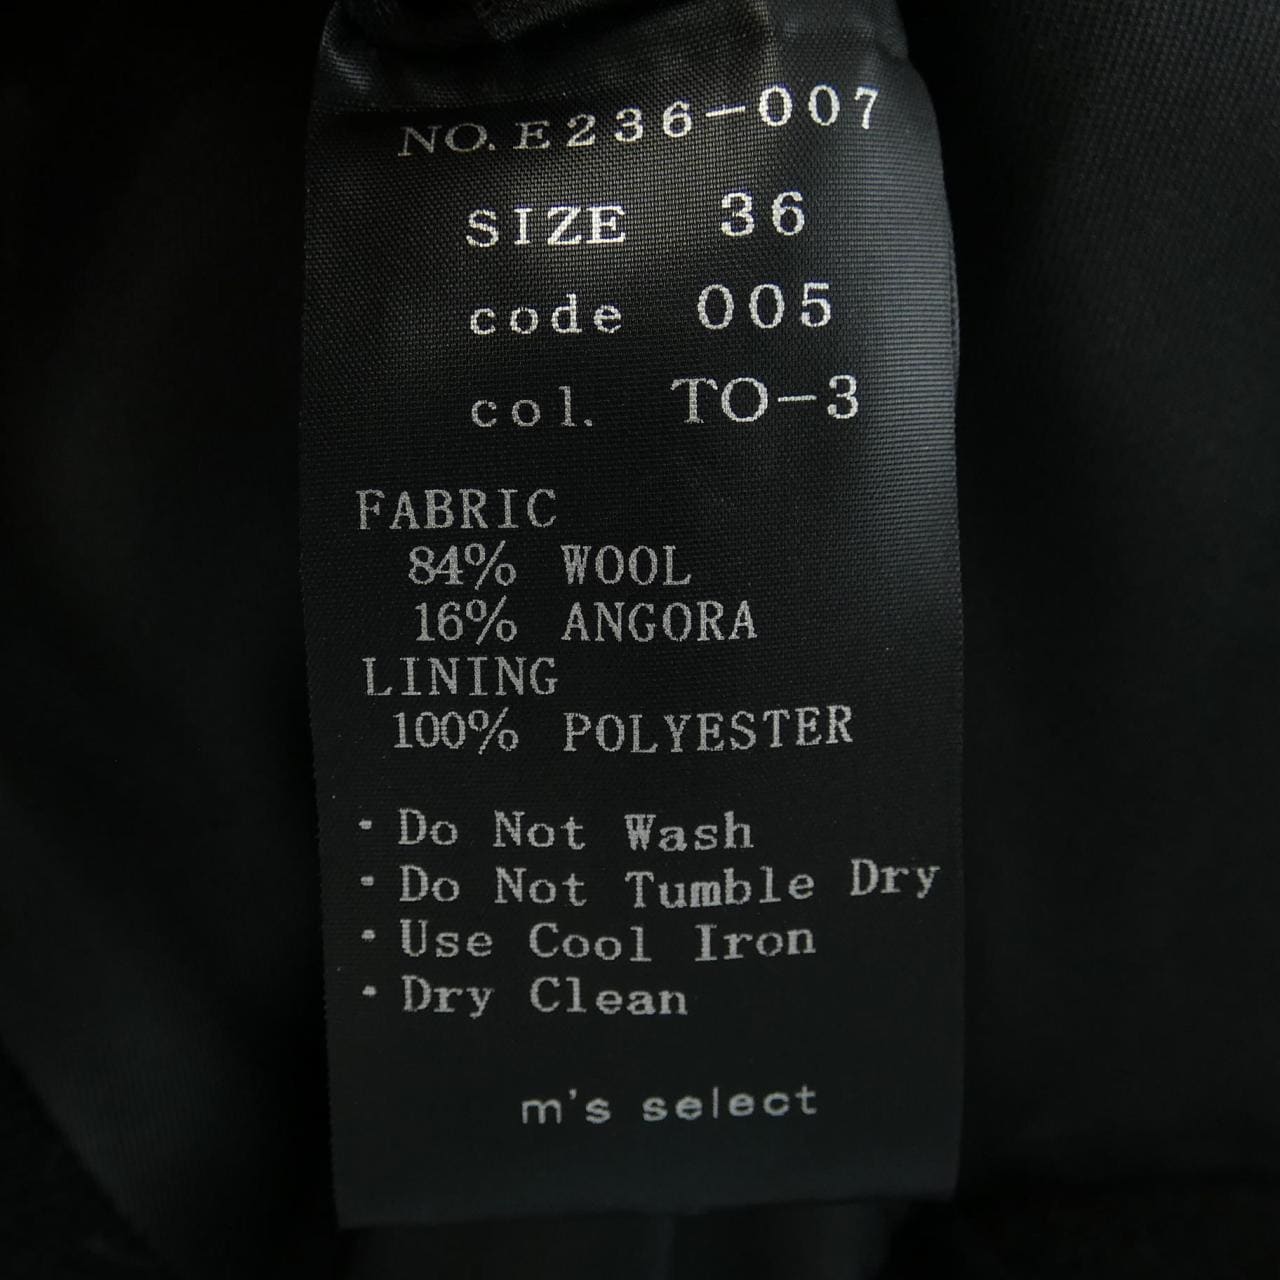 NO. E236-007
SIZE 36
code 005
col. TO-3
FABRIC
84% WOOL
16% ANGORA
LINING
100% POLYESTER
・Do Not Wash
・Do Not Tumble Dry
・Use Cool Iron
・Dry Clean
m's select